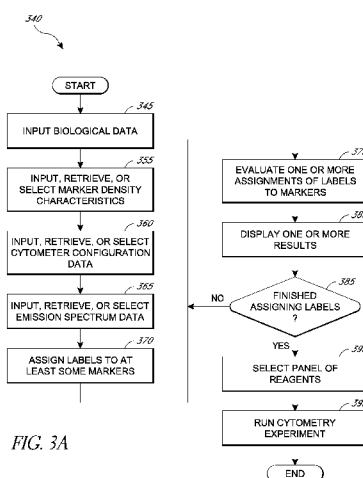 340
START
345
INPUT BIOLOGICAL DATA
355
INPUT, RETRIEVE, OR
SELECT MARKER DENSITY
CHARACTERISTICS
360
INPUT, RETRIEVE, OR SELECT
CYTOMETER CONFIGURATION
DATA
365
INPUT, RETRIEVE, OR SELECT
EMISSION SPECTRUM DATA
370
ASSIGN LABELS TO AT
LEAST SOME MARKERS
FIG. 3A
EVALUATE ONE OR MORE
ASSIGNMENTS OF LABELS
TO MARKERS
DISPLAY ONE OR MORE
RESULTS
385
FINISHED
ASSIGNING LABELS
?
NO
YES
SELECT PANEL OF
REAGENTS
RUN CYTOMETRY
EXPERIMENT
END